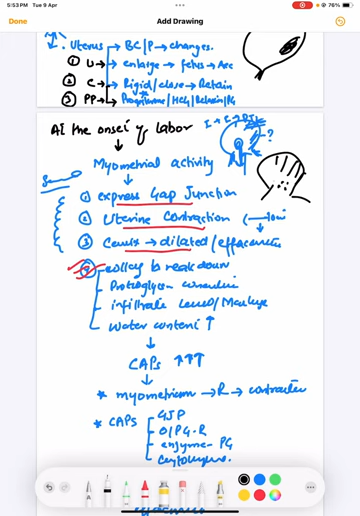 5:53 PM Tue 9 Apr
76%
Done
Add Drawing
Uterus → BC/P → changes.
① U → enlarge → fetus → Acc
② C → Rigid/close → Retain
③ PP → Progesterone/HCG/Relaxin/PG
At the onset of labor
?
Myometrial activity
① express Gap Junction
② Uterine Contraction
③ Cervix → dilated/effacement
④ collag breakdown
Proteoglycan
infiltrate
water content ↑
CAPs ↑↑↑
* myometrium → R → contraction
* CAPS
GJP
O/PG-R
enzyme - PG